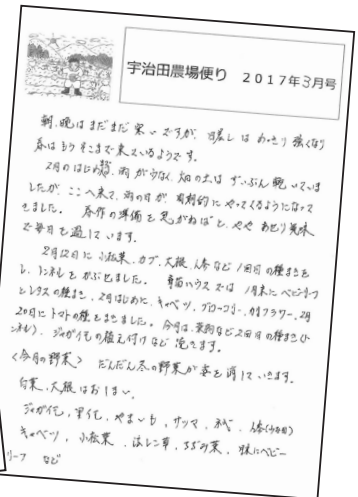 宇治田農場便り 2017年3月号
朝、晩はまだまだ寒いですが、日差しはめっきり強くなり
春はもうそこまで来ているようです。
2月のはじめ頃、雨が少なく、畑の土はずいぶん乾いていま
したが、ここへ来て、雨の日が、周期的にやってくるようになって
きました。春作の準備を急がねばと、やや あせり気味
で毎日を過しています。
2月12日に小松菜、カブ、大根、人参など1回目の種まきを
し、トンネルをかぶせました。育苗ハウスでは1月末にベビーリーフ
とレタスの種まき、2月はじめに、キャベツ、ブロッコリー、カリフラワー、2月
20日にトマトの種をまきました。今月は、葉物など2回目の種まき(ト
ンネル)、ジャガイモの植え付けなど続きます。
<今月の野菜> だんだん冬の野菜が姿を消していきます。
白菜、大根はおしまい。
ジャガイモ、里イモ、やまいも、サツマ、
キャベツ、小松菜、ほうレン草、ちぢみ菜、ベビー
リーフ など